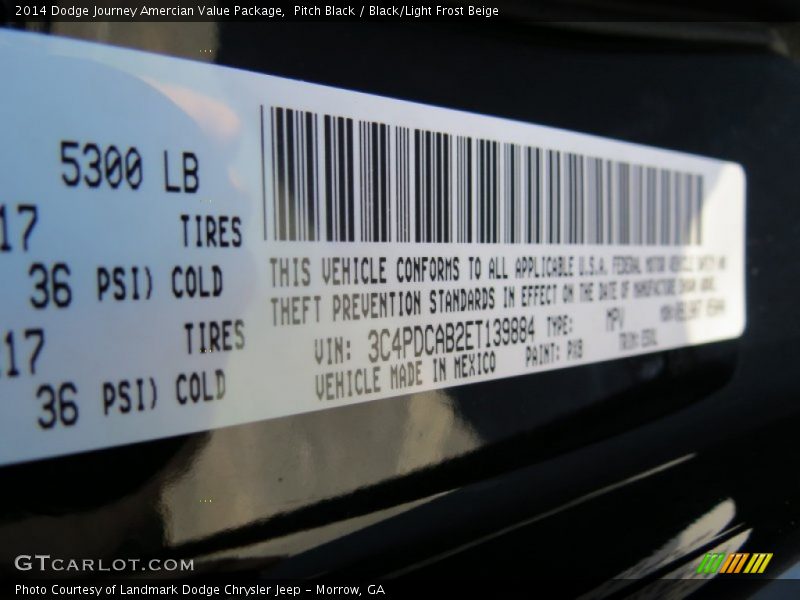 2014 Dodge Journey Amercian Value Package,  Pitch Black / Black/Light Frost Beige
5300 LB
17 TIRES
36 PSI) COLD
17 TIRES
36 PSI) COLD
THIS VEHICLE CONFORMS TO ALL APPLICABLE U.S.A. FEDERAL MOTOR VEHICLE SAFETY AND
THEFT PREVENTION STANDARDS IN EFFECT ON THE DATE OF MANUFACTURE SHOWN ABOVE.
VIN: 3C4PDCAB2ET139884 TYPE: MPV
VEHICLE MADE IN MEXICO PAINT: PX8 TRIM:
GTCARLOT.COM
Photo Courtesy of Landmark Dodge Chrysler Jeep - Morrow, GA